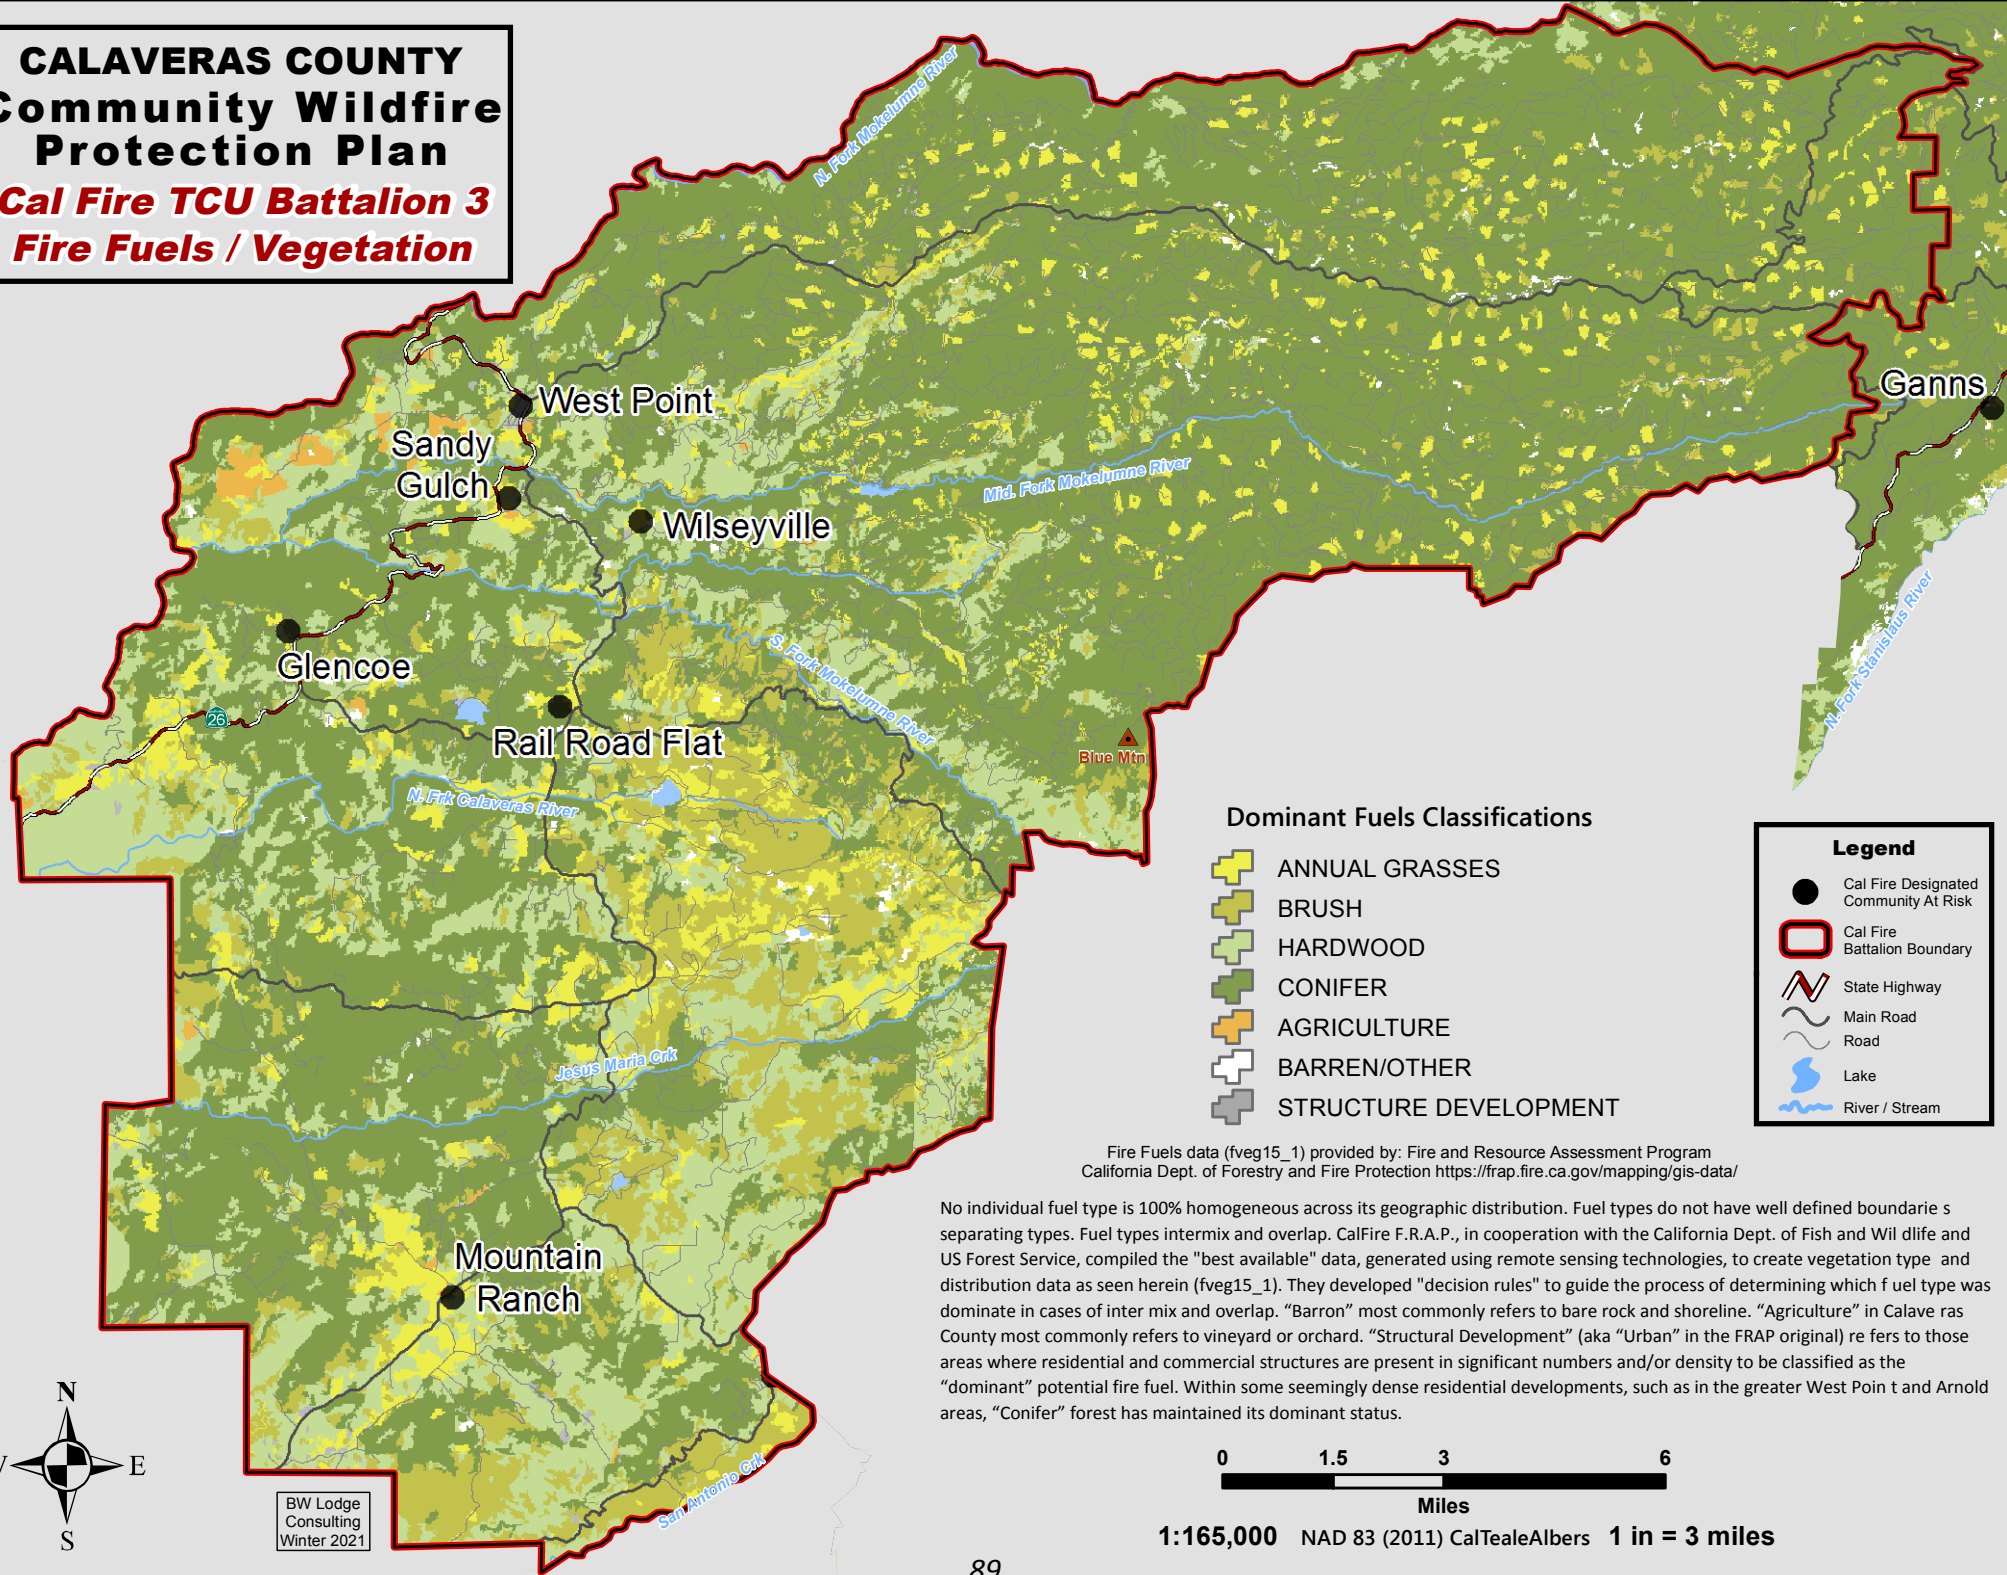 CALAVERAS COUNTY
Community Wildfire
Protection Plan
Cal Fire TCU Battalion 3
Fire Fuels / Vegetation
N. Fork Mokelumne River
West Point
Sandy
Gulch
Wilseyville
Mid. Fork Mokelumne River
Ganns
Glencoe
26
S. Fork Mokelumne River
N. Fork Stanislaus River
Rail Road Flat
Blue Mtn
N. Frk Calaveras River
Jesus Maria Crk
Mountain
Ranch
San Antonio Crk
Dominant Fuels Classifications
ANNUAL GRASSES
BRUSH
HARDWOOD
CONIFER
AGRICULTURE
BARREN/OTHER
STRUCTURE DEVELOPMENT
Legend
Cal Fire Designated
Community At Risk
Cal Fire
Battalion Boundary
State Highway
Main Road
Road
Lake
River / Stream
Fire Fuels data (fveg15_1) provided by: Fire and Resource Assessment Program
California Dept. of Forestry and Fire Protection https://frap.fire.ca.gov/mapping/gis-data/
No individual fuel type is 100% homogeneous across its geographic distribution. Fuel types do not have well defined boundarie s
separating types. Fuel types intermix and overlap. CalFire F.R.A.P., in cooperation with the California Dept. of Fish and Wil dlife and
US Forest Service, compiled the "best available" data, generated using remote sensing technologies, to create vegetation type and
distribution data as seen herein (fveg15_1). They developed "decision rules" to guide the process of determining which f uel type was
dominate in cases of inter mix and overlap. “Barron” most commonly refers to bare rock and shoreline. “Agriculture” in Calave ras
County most commonly refers to vineyard or orchard. “Structural Development” (aka “Urban” in the FRAP original) re fers to those
areas where residential and commercial structures are present in significant numbers and/or density to be classified as the
“dominant” potential fire fuel. Within some seemingly dense residential developments, such as in the greater West Poin t and Arnold
areas, “Conifer” forest has maintained its dominant status.
N
E
S
BW Lodge
Consulting
Winter 2021
0 1.5 3 6
Miles
1:165,000 NAD 83 (2011) CalTealeAlbers 1 in = 3 miles
89